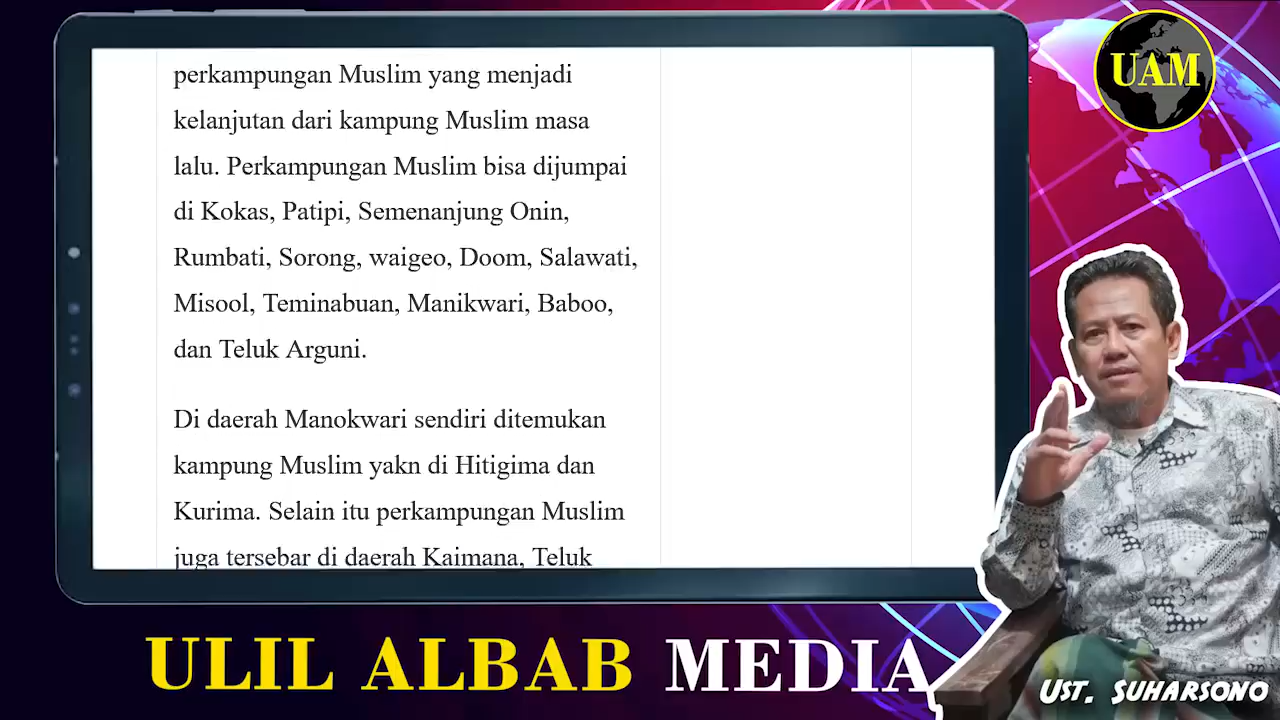 perkampungan Muslim yang menjadi
kelanjutan dari kampung Muslim masa
lalu. Perkampungan Muslim bisa dijumpai
di Kokas, Patipi, Semenanjung Onin,
Rumbati, Sorong, waigeo, Doom, Salawati,
Misool, Teminabuan, Manikwari, Baboo,
dan Teluk Arguni.
Di daerah Manokwari sendiri ditemukan
kampung Muslim yakn di Hitigima dan
Kurima. Selain itu perkampungan Muslim
juga tersebar di daerah Kaimana, Teluk
UAM
ULIL ALBAB MEDIA
UST. SUHARSONO